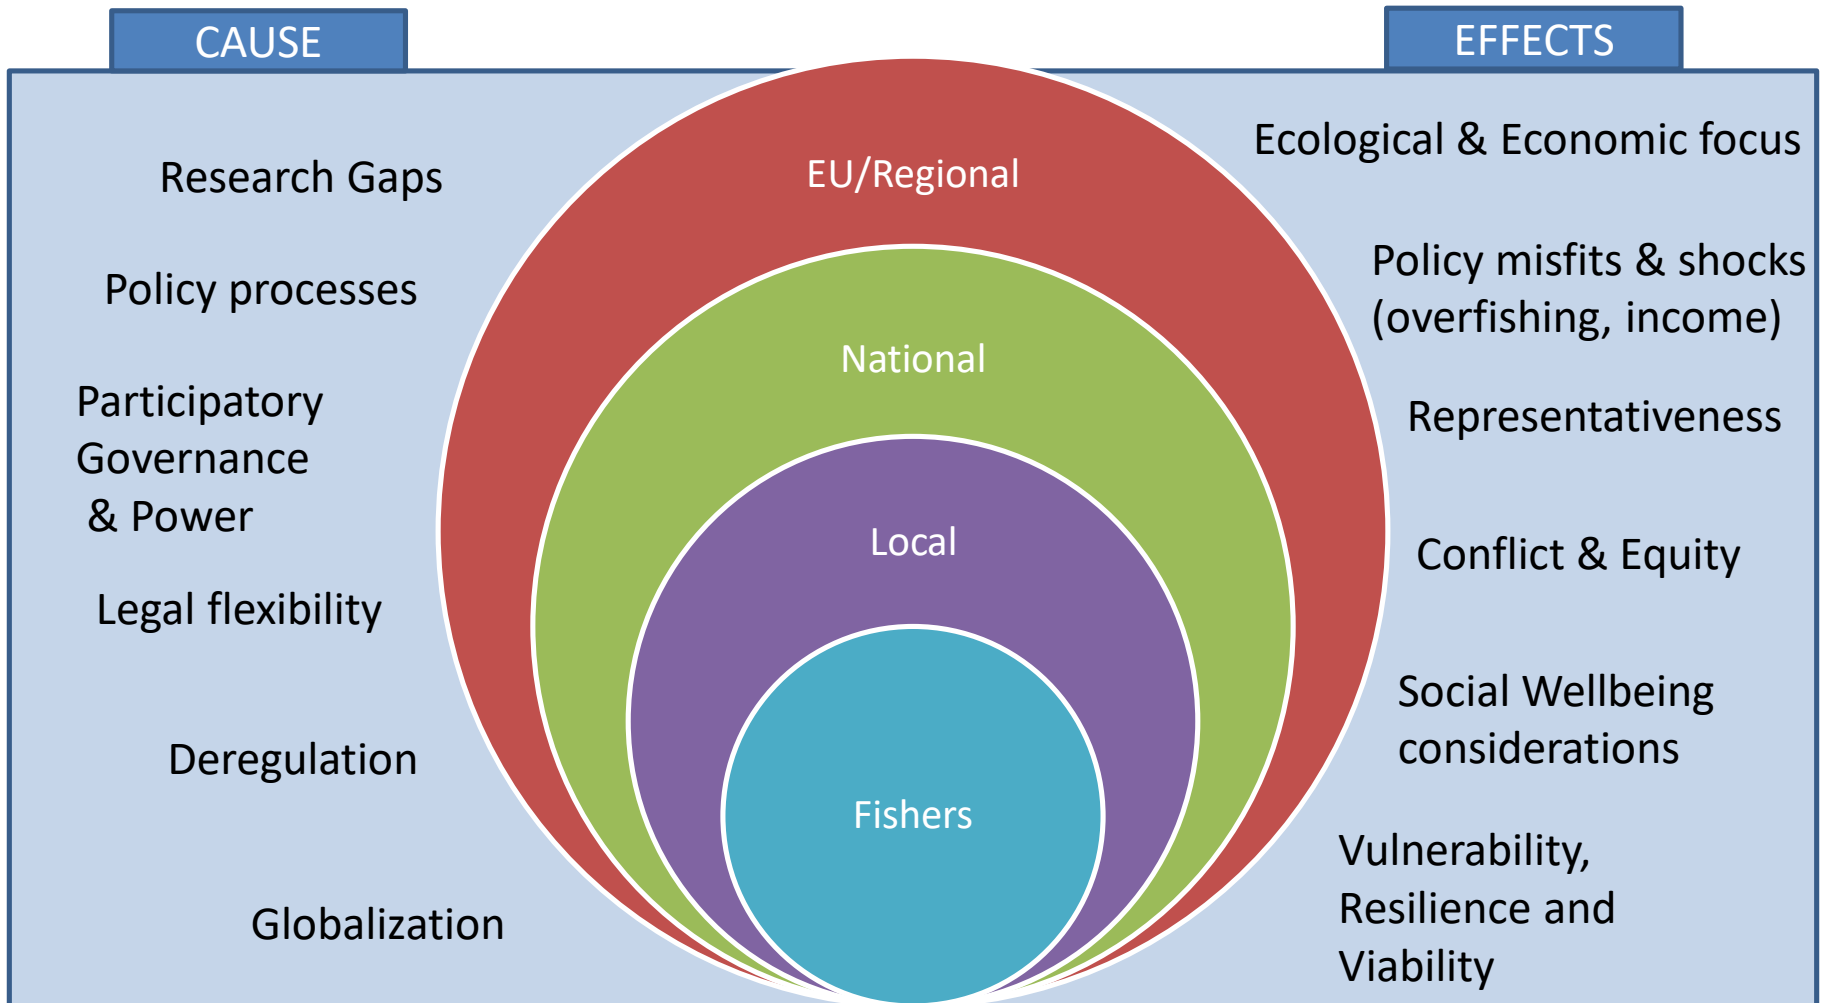 CAUSE
EFFECTS
Research Gaps
Policy processes
Participatory
Governance
& Power
Legal flexibility
Deregulation
Globalization
EU/Regional
National
Local
Fishers
Ecological & Economic focus
Policy misfits & shocks
(overfishing, income)
Representativeness
Conflict & Equity
Social Wellbeing
considerations
Vulnerability,
Resilience and
Viability